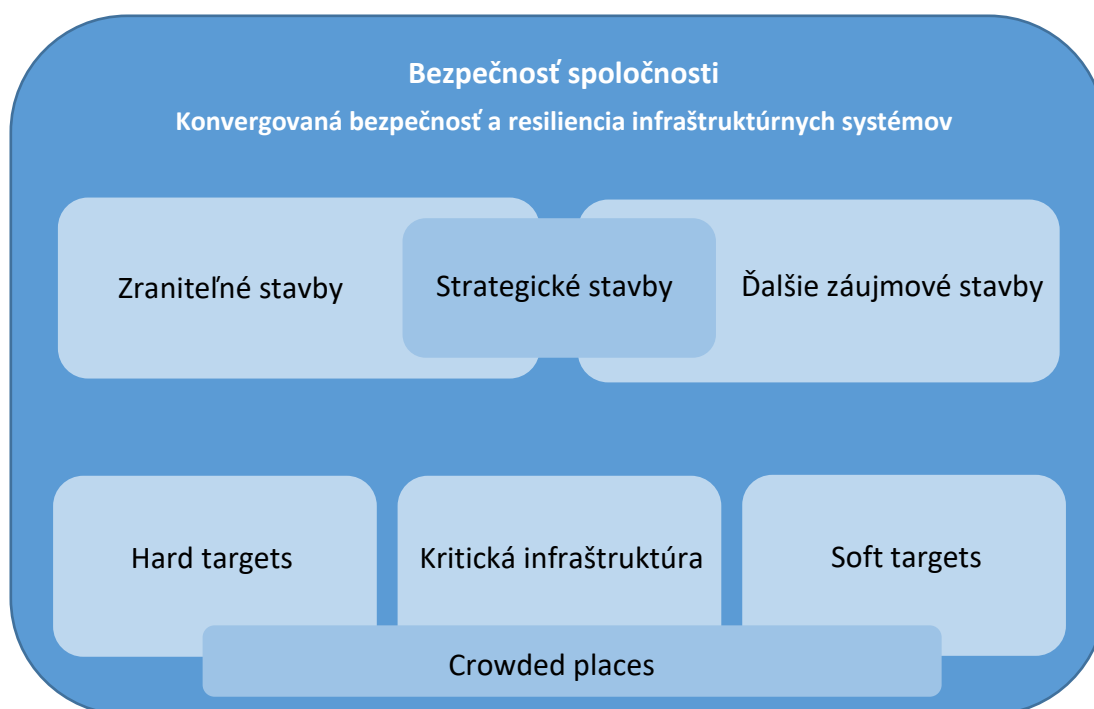 Bezpečnosť spoločnosti
Konvergovaná bezpečnosť a resiliencia infraštruktúrnych systémov
Zraniteľné stavby
Strategické stavby
Ďalšie záujmové stavby
Hard targets
Kritická infraštruktúra
Soft targets
Crowded places